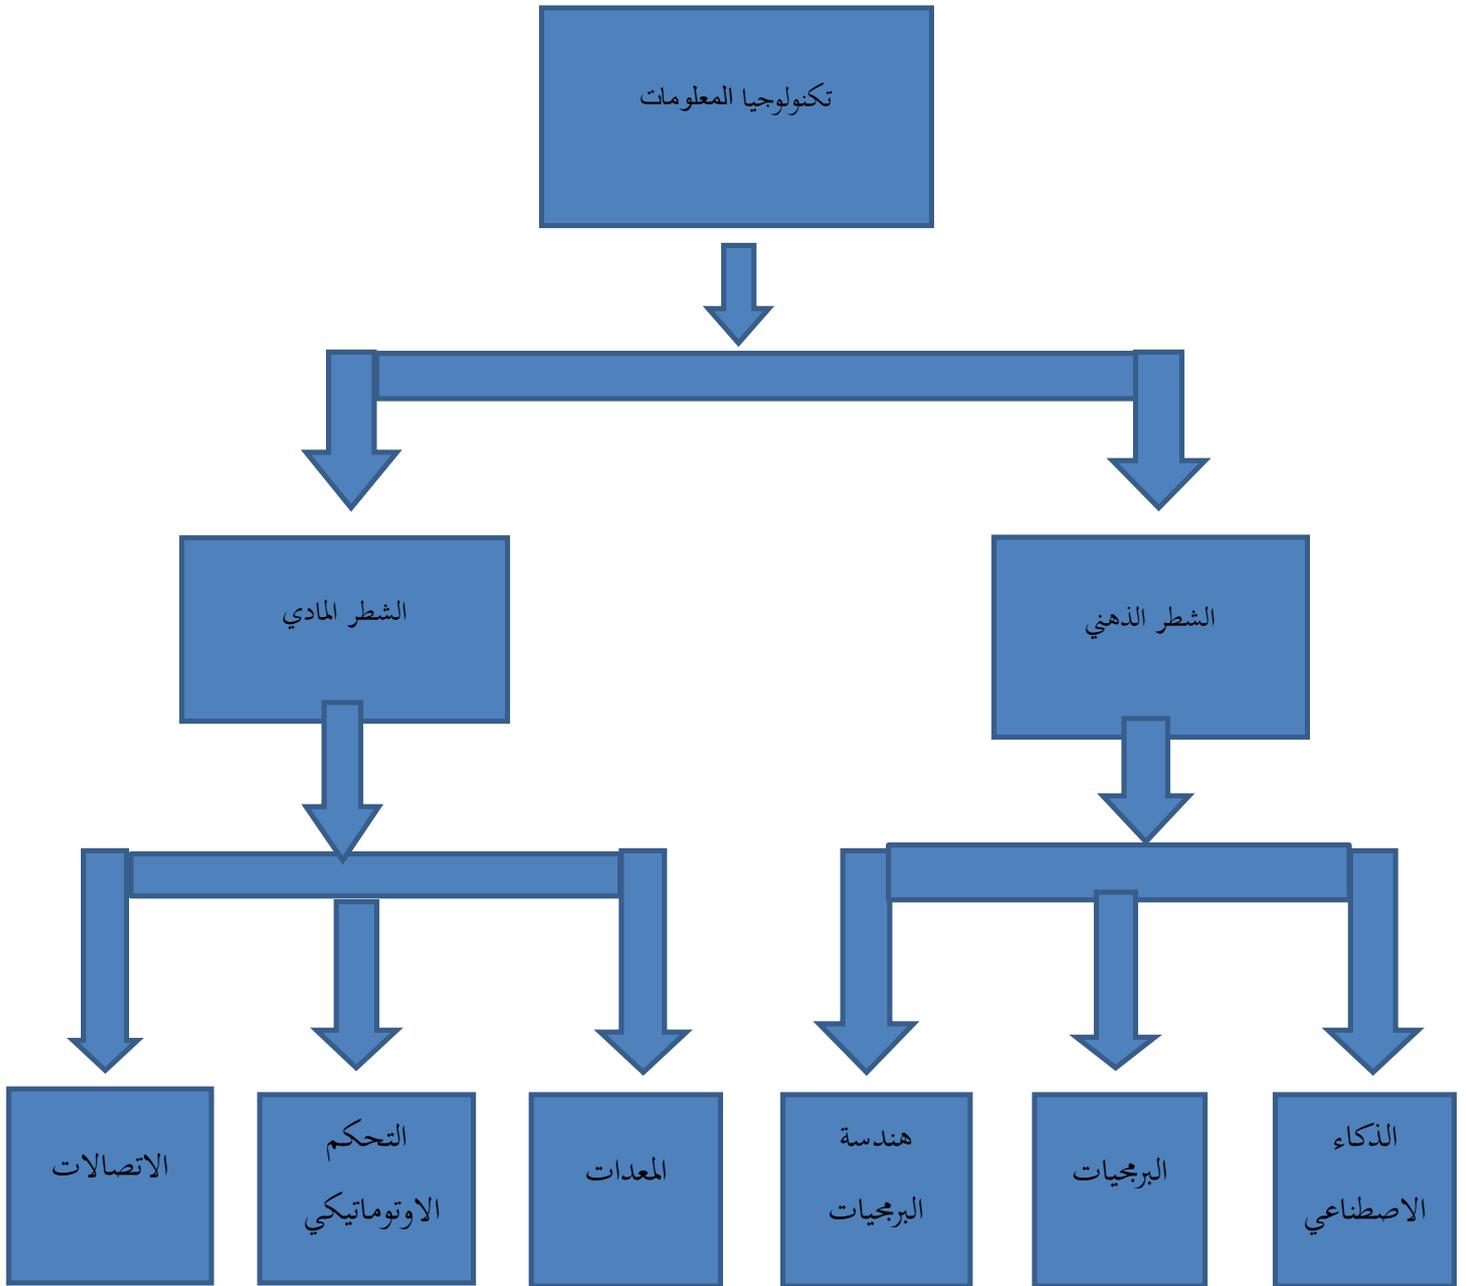 تكنولوجيا المعلومات
الشطر الذهني
الشطر المادي
الذكاء
الاصطناعي
البرمجيات
هندسة
البرمجيات
المعدات
التحكم
الاوتوماتيكي
الاتصالات